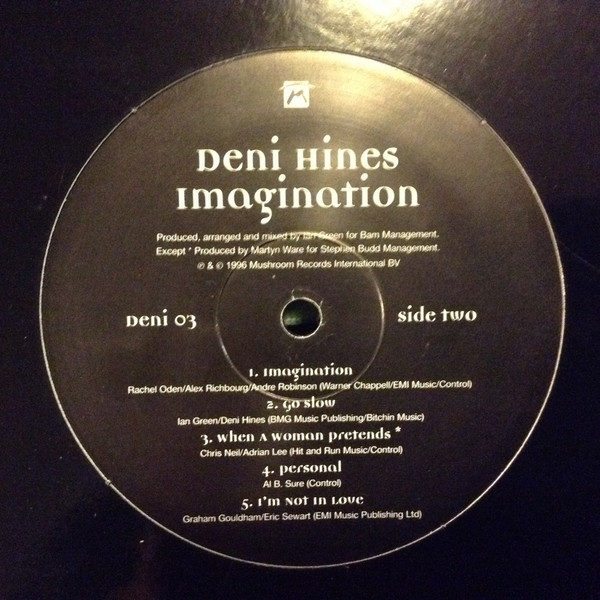 Deni Hines
Imagination
Produced, arranged and mixed by Ian Green for Bam Management.
Except * Produced by Martyn Ware for Stephen Budd Management.
℗ & © 1996 Mushroom Records International BV
Deni 03
side two
1. Imagination
Rachel Oden/Alex Richbourg/Andre Robinson (Warner Chappell/EMI Music/Control)
2. Go Slow
Ian Green/Deni Hines (BMG Music Publishing/Bitchin Music)
3. When A Woman Pretends *
Chris Neil/Adrian Lee (Hit and Run Music/Control)
4. Personal
Al B. Sure (Control)
5. I'm Not In Love
Graham Gouldham/Eric Sewart (EMI Music Publishing Ltd)